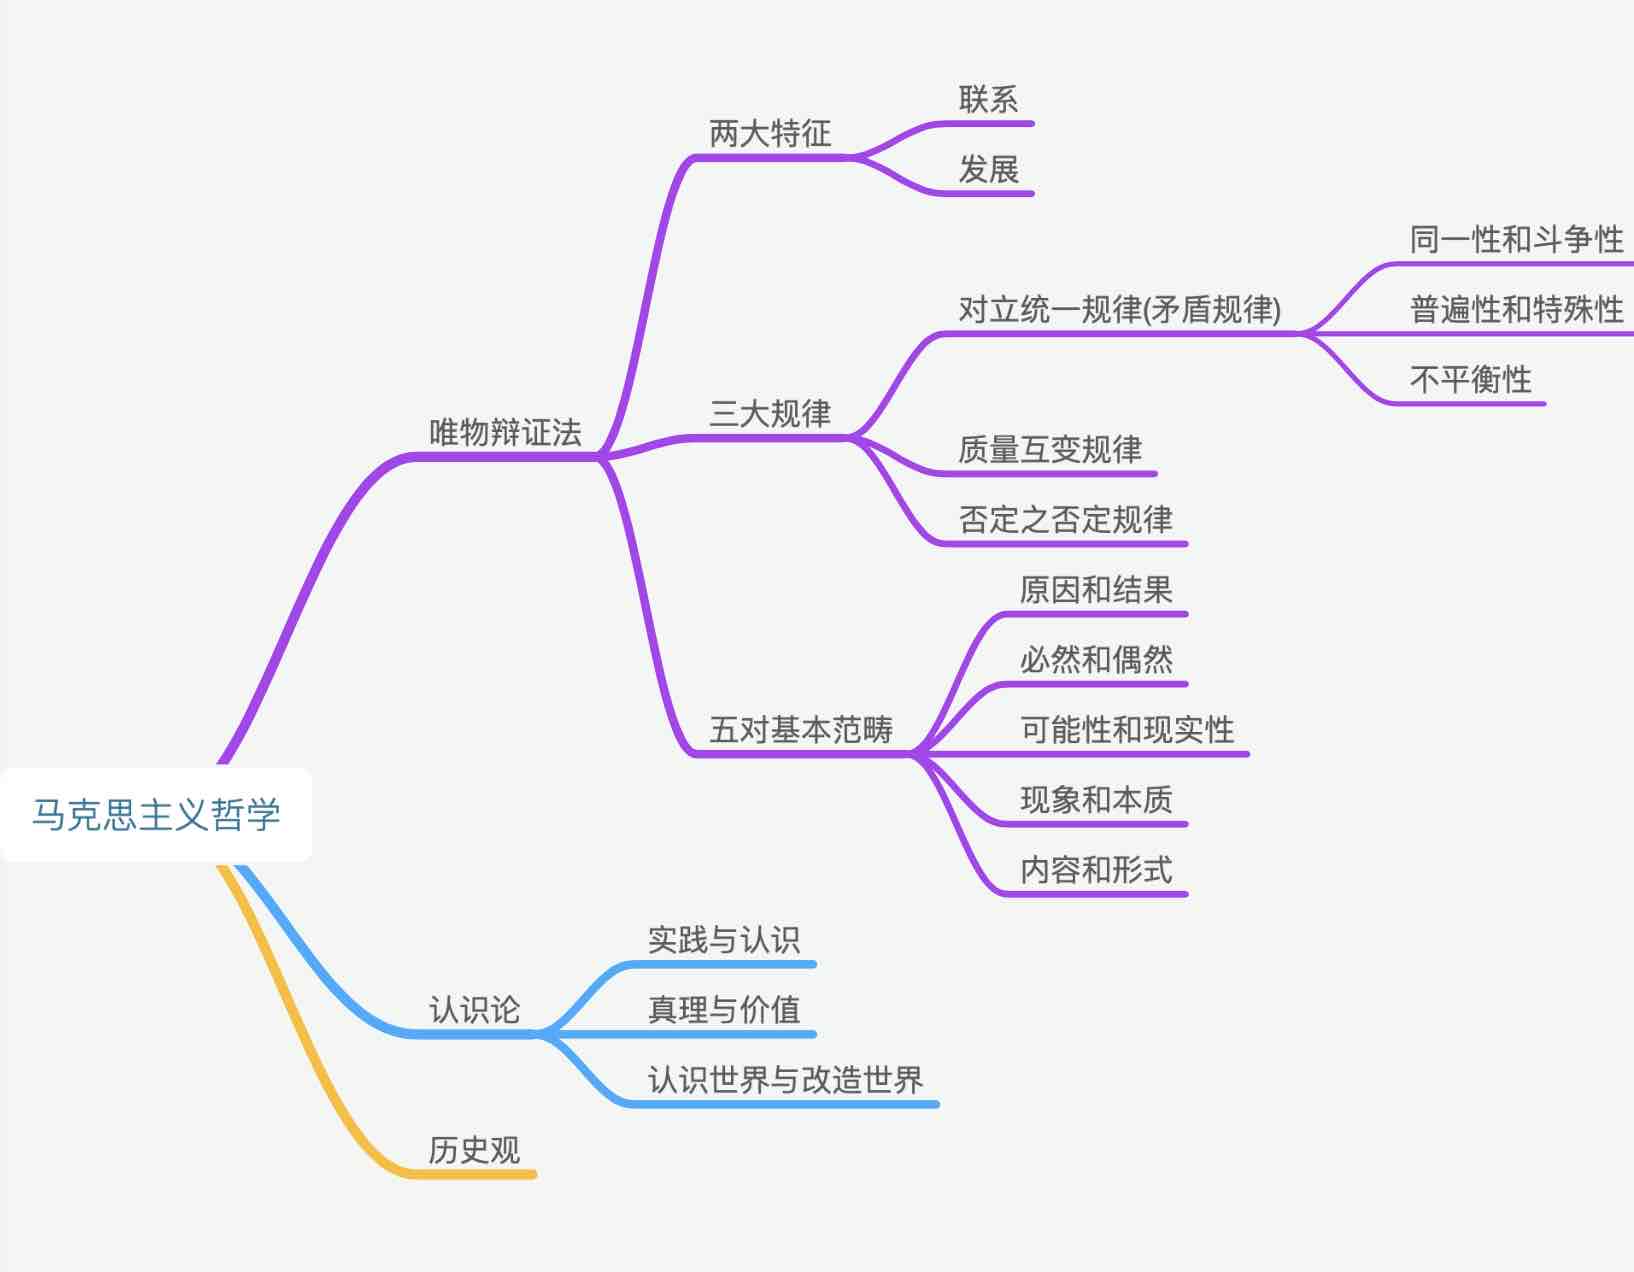 联系
两大特征
发展
同一性和斗争性
对立统一规律(矛盾规律)
普遍性和特殊性
不平衡性
三大规律
唯物辩证法
质量互变规律
否定之否定规律
原因和结果
必然和偶然
五对基本范畴
可能性和现实性
现象和本质
马克思主义哲学
内容和形式
实践与认识
认识论
真理与价值
认识世界与改造世界
历史观